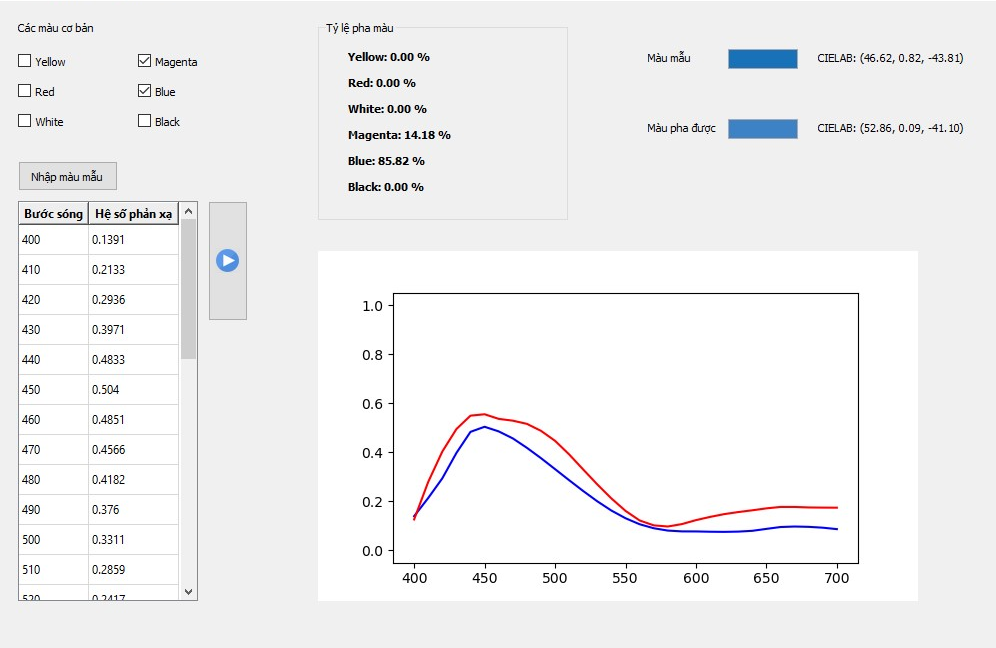 Các màu cơ bản
Yellow
Magenta
Red
Blue
White
Black
Nhập màu mẫu
Bước sóng Hệ số phản xạ
400 0.1391
410 0.2133
420 0.2936
430 0.3971
440 0.4833
450 0.504
460 0.4851
470 0.4566
480 0.4182
490 0.376
500 0.3311
510 0.2859
520 0.2417
Tỷ lệ pha màu
Yellow: 0.00 %
Red: 0.00 %
White: 0.00 %
Magenta: 14.18 %
Blue: 85.82 %
Black: 0.00 %
Màu mẫu CIELAB: (46.62, 0.82, -43.81)
Màu pha được CIELAB: (52.86, 0.09, -41.10)
1.0
0.8
0.6
0.4
0.2
0.0
400 450 500 550 600 650 700